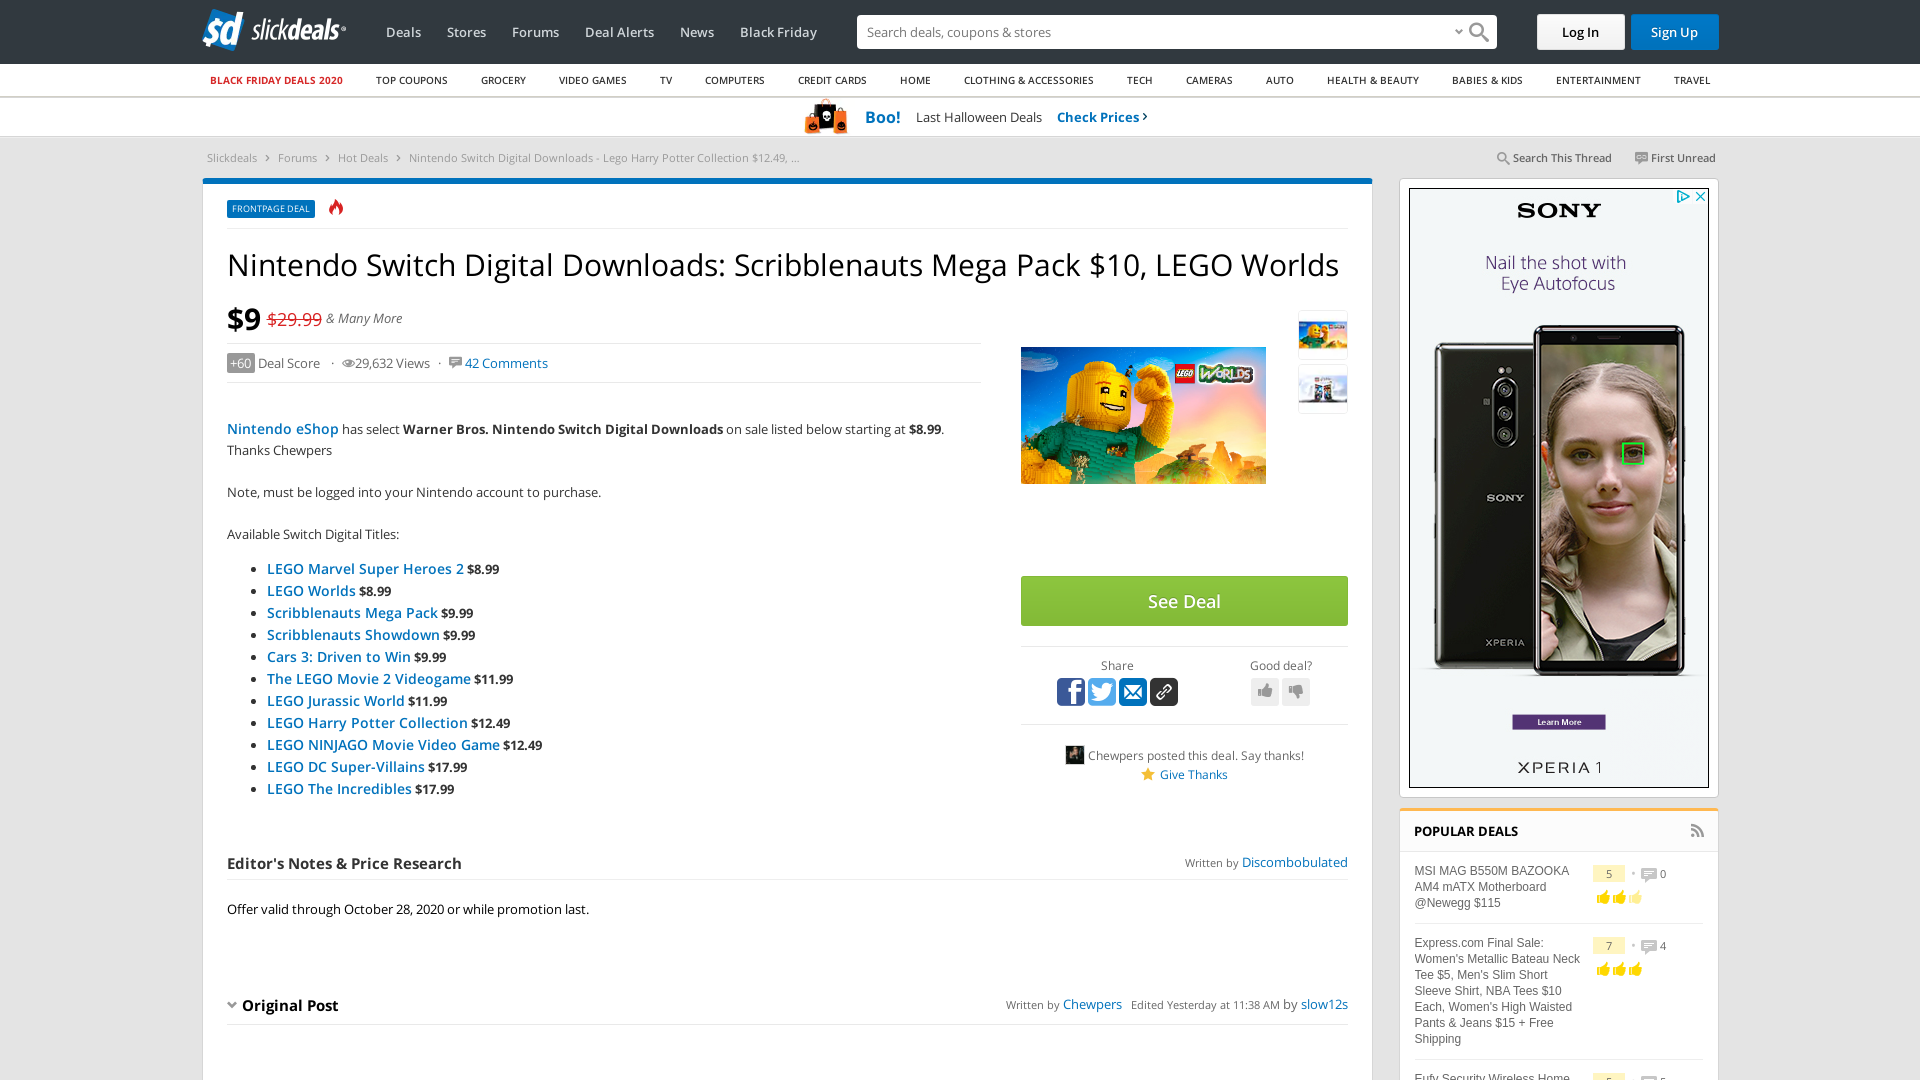 sd slickdeals
Deals Stores Forums Deal Alerts News Black Friday
Search deals, coupons & stores
Log In Sign Up
BLACK FRIDAY DEALS 2020 TOP COUPONS GROCERY VIDEO GAMES TV COMPUTERS CREDIT CARDS HOME CLOTHING & ACCESSORIES TECH CAMERAS AUTO HEALTH & BEAUTY BABIES & KIDS ENTERTAINMENT TRAVEL
Boo! Last Halloween Deals Check Prices
Slickdeals Forums Hot Deals Nintendo Switch Digital Downloads - Lego Harry Potter Collection $12.49, ...
Search This Thread First Unread
FRONTPAGE DEAL
Nintendo Switch Digital Downloads: Scribblenauts Mega Pack $10, LEGO Worlds
$9 $29.99 & Many More
+60 Deal Score · 29,632 Views · 42 Comments
Nintendo eShop has select Warner Bros. Nintendo Switch Digital Downloads on sale listed below starting at $8.99.
Thanks Chewpers
Note, must be logged into your Nintendo account to purchase.
Available Switch Digital Titles:
LEGO Marvel Super Heroes 2 $8.99
LEGO Worlds $8.99
Scribblenauts Mega Pack $9.99
Scribblenauts Showdown $9.99
Cars 3: Driven to Win $9.99
The LEGO Movie 2 Videogame $11.99
LEGO Jurassic World $11.99
LEGO Harry Potter Collection $12.49
LEGO NINJAGO Movie Video Game $12.49
LEGO DC Super-Villains $17.99
LEGO The Incredibles $17.99
LEGO WORLDS
See Deal
Share Good deal?
Chewpers posted this deal. Say thanks!
Give Thanks
Editor's Notes & Price Research
Written by Discombobulated
Offer valid through October 28, 2020 or while promotion last.
Original Post
Written by Chewpers Edited Yesterday at 11:38 AM by slow12s
SONY
Nail the shot with
Eye Autofocus
SONY
XPERIA
Learn More
XPERIA 1
POPULAR DEALS
MSI MAG B550M BAZOOKA
AM4 mATX Motherboard
@Newegg $115
5 • 0
Express.com Final Sale:
Women's Metallic Bateau Neck
Tee $5, Men's Slim Short
Sleeve Shirt, NBA Tees $10
Each, Women's High Waisted
Pants & Jeans $15 + Free
Shipping
7 • 4
Eufy Security Wireless Home
5 • 5